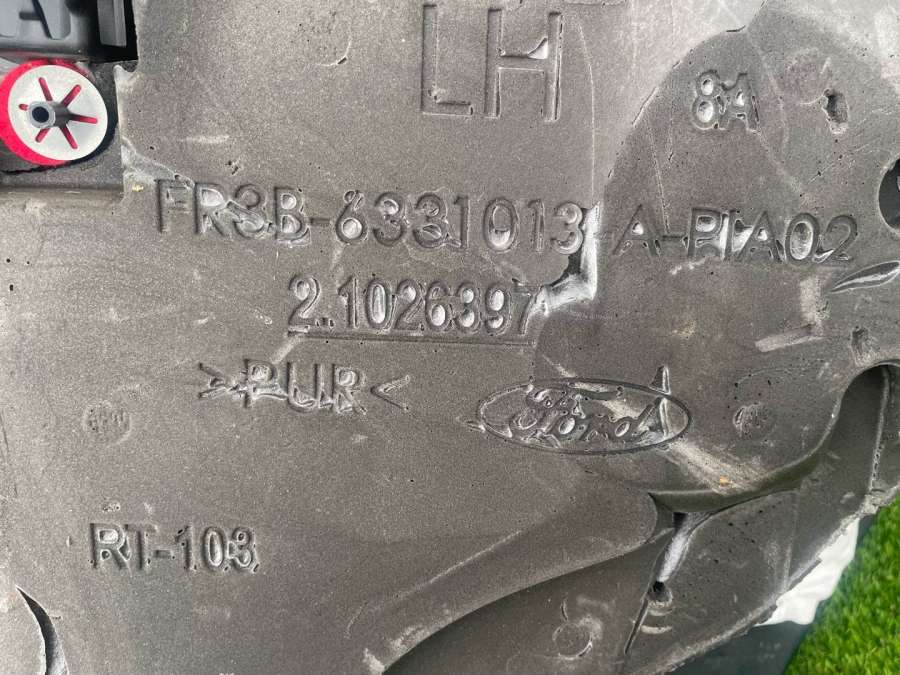 LH
8A
FR3B-6331013-A-PIA02
2.1026397
>PUR<
Ford
RT-103